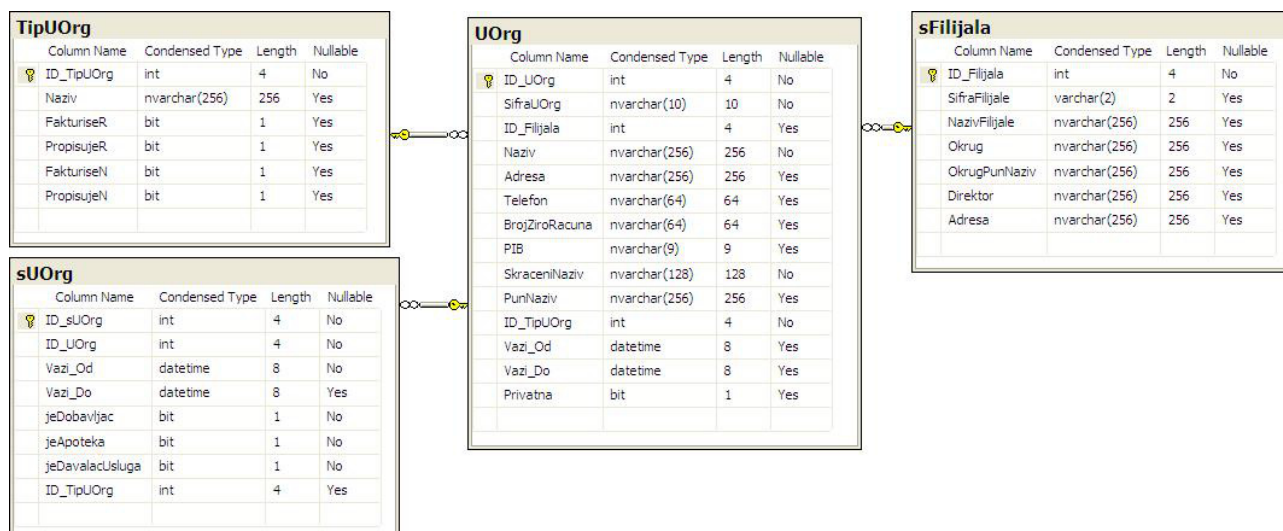 TipUOrg
Column Name Condensed Type Length Nullable
ID_TipUOrg int 4 No
Naziv nvarchar(256) 256 Yes
FakturiseR bit 1 Yes
PropisujeR bit 1 Yes
FakturiseN bit 1 Yes
PropisujeN bit 1 Yes
sUOrg
Column Name Condensed Type Length Nullable
ID_sUOrg int 4 No
ID_UOrg int 4 No
Vazi_Od datetime 8 No
Vazi_Do datetime 8 Yes
jeDobavljac bit 1 No
jeApoteka bit 1 No
jeDavalacUsluga bit 1 No
ID_TipUOrg int 4 Yes
UOrg
Column Name Condensed Type Length Nullable
ID_UOrg int 4 No
SifraUOrg nvarchar(10) 10 No
ID_Filijala int 4 Yes
Naziv nvarchar(256) 256 No
Adresa nvarchar(256) 256 Yes
Telefon nvarchar(64) 64 Yes
BrojZiroRacuna nvarchar(64) 64 Yes
PIB nvarchar(9) 9 Yes
SkraceniNaziv nvarchar(128) 128 No
PunNaziv nvarchar(256) 256 Yes
ID_TipUOrg int 4 No
Vazi_Od datetime 8 Yes
Vazi_Do datetime 8 Yes
Privatna bit 1 Yes
sFilijala
Column Name Condensed Type Length Nullable
ID_Filijala int 4 No
SifraFilijale varchar(2) 2 Yes
NazivFilijale nvarchar(256) 256 Yes
Okrug nvarchar(256) 256 Yes
OkrugPunNaziv nvarchar(256) 256 Yes
Direktor nvarchar(256) 256 Yes
Adresa nvarchar(256) 256 Yes